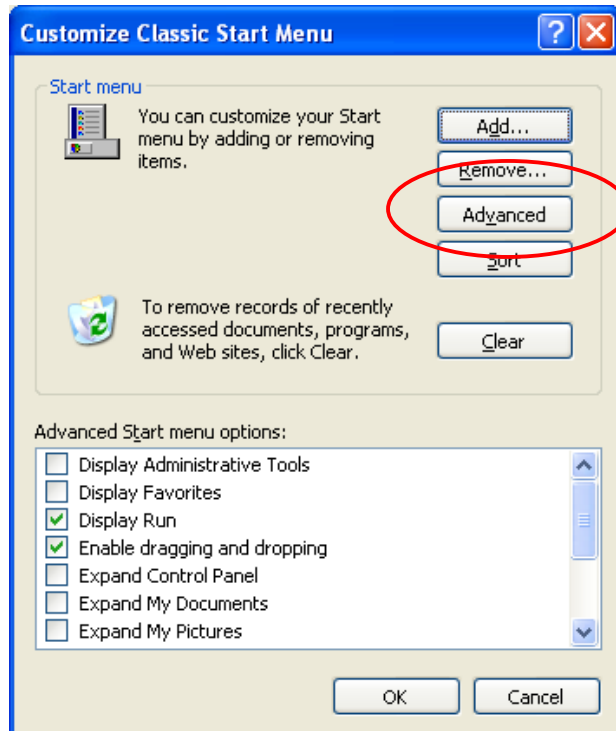 Customize Classic Start Menu
Start menu
You can customize your Start
menu by adding or removing
items.
Add...
Remove...
Advanced
Sort
To remove records of recently
accessed documents, programs,
and Web sites, click Clear.
Clear
Advanced Start menu options:
Display Administrative Tools
Display Favorites
Display Run
Enable dragging and dropping
Expand Control Panel
Expand My Documents
Expand My Pictures
OK
Cancel